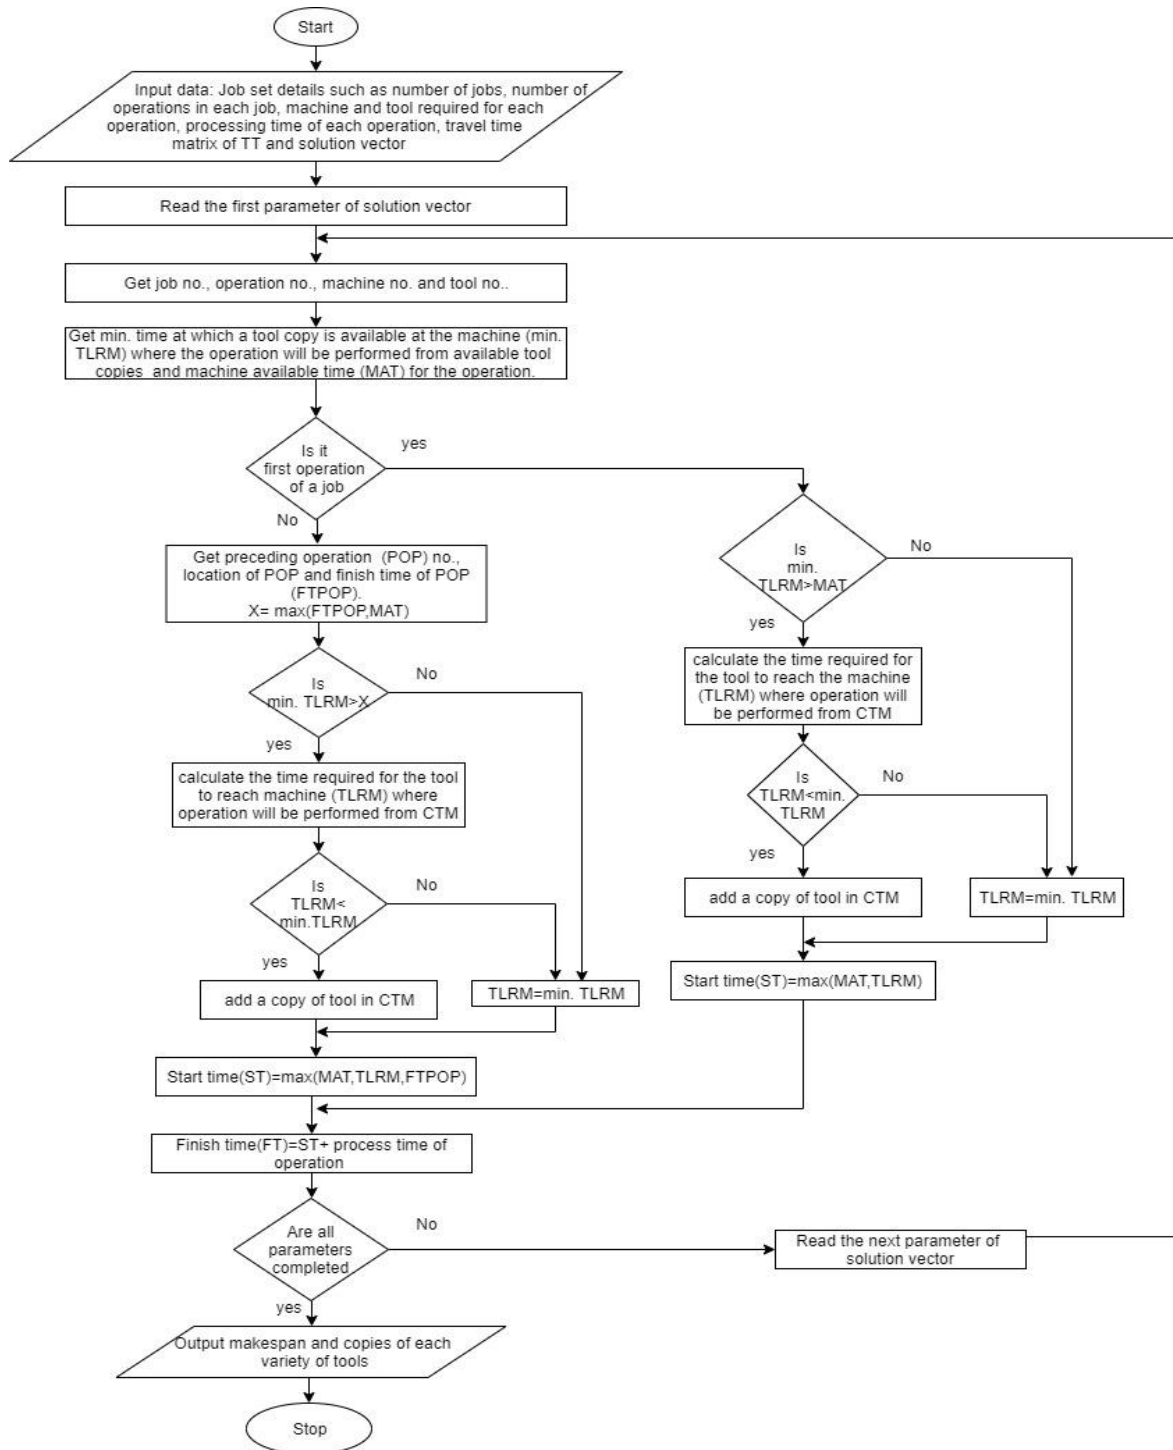 Start
Input data: Job set details such as number of jobs, number of
operations in each job, machine and tool required for each
operation, processing time of each operation, travel time
matrix of TT and solution vector
Read the first parameter of solution vector
Get job no., operation no., machine no. and tool no..
Get min. time at which a tool copy is available at the machine (min.
TLRM) where the operation will be performed from available tool
copies and machine available time (MAT) for the operation.
Is it
first operation
of a job
yes
No
Get preceding operation (POP) no.,
location of POP and finish time of POP
(FTPOP).
X= max(FTPOP,MAT)
Is
min. TLRM>X
No
yes
calculate the time required for the tool
to reach machine (TLRM) where
operation will be performed from CTM
Is
TLRM<
min.TLRM
No
yes
add a copy of tool in CTM
TLRM=min. TLRM
Start time(ST)=max(MAT,TLRM,FTPOP)
Is
min.
TLRM>MAT
No
yes
calculate the time required for
the tool to reach the machine
(TLRM) where operation will
be performed from CTM
Is
TLRM<min.
TLRM
No
yes
add a copy of tool in CTM
TLRM=min. TLRM
Start time(ST)=max(MAT,TLRM)
Finish time(FT)=ST+ process time of
operation
Are all
parameters
completed
No
Read the next parameter of
solution vector
yes
Output makespan and copies of each
variety of tools
Stop